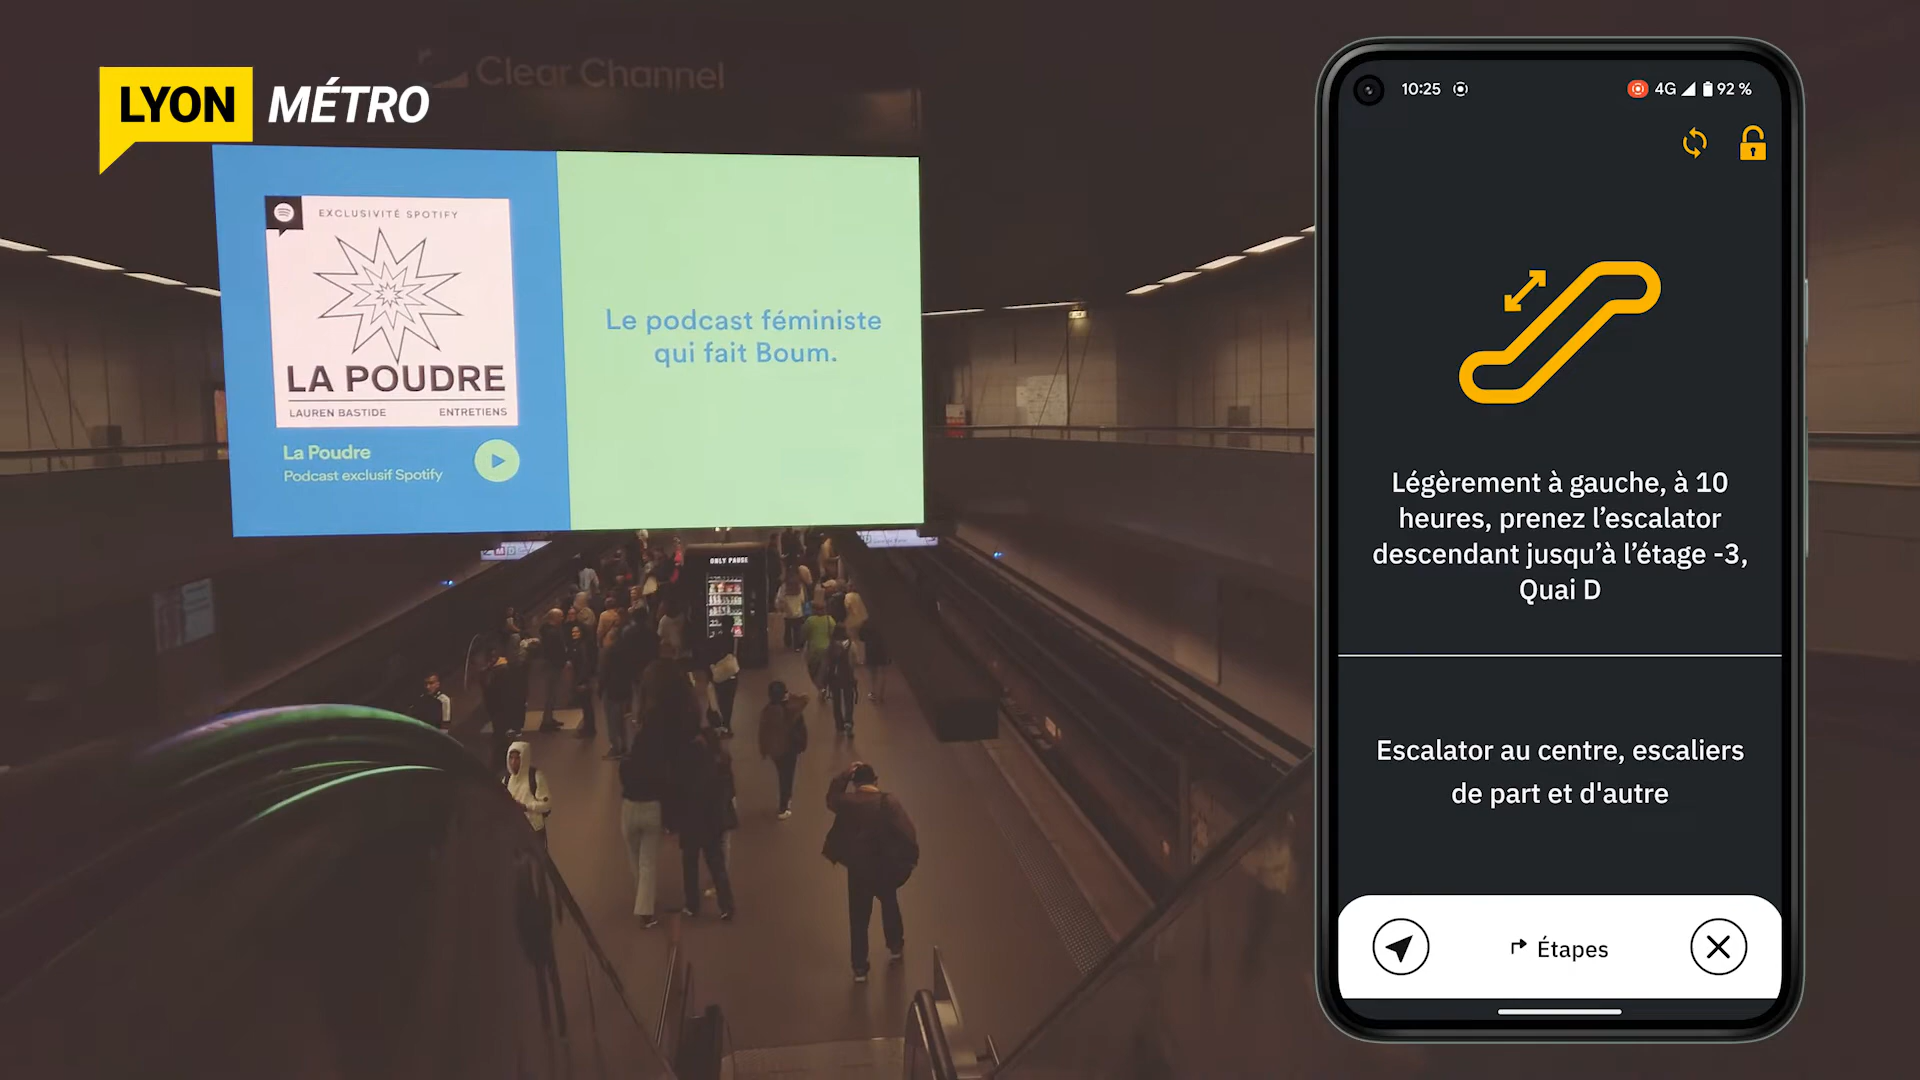 LYON MÉTRO
Clear Channel
EXCLUSIVITÉ SPOTIFY
LA POUDRE
LAUREN BASTIDE ENTRETIENS
La Poudre
Podcast exclusif Spotify
Le podcast féministe
qui fait Boum.
M D
ONLY PAUSE
10:25 4G 92 %
Légèrement à gauche, à 10
heures, prenez l’escalator
descendant jusqu’à l’étage -3,
Quai D
Escalator au centre, escaliers
de part et d'autre
Étapes